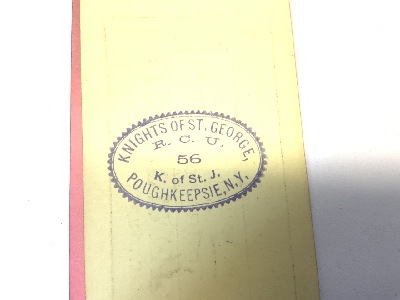 KNIGHTS OF ST. GEORGE,
R. C. U.
56
K. of St. J.
POUGHKEEPSIE, N.Y.